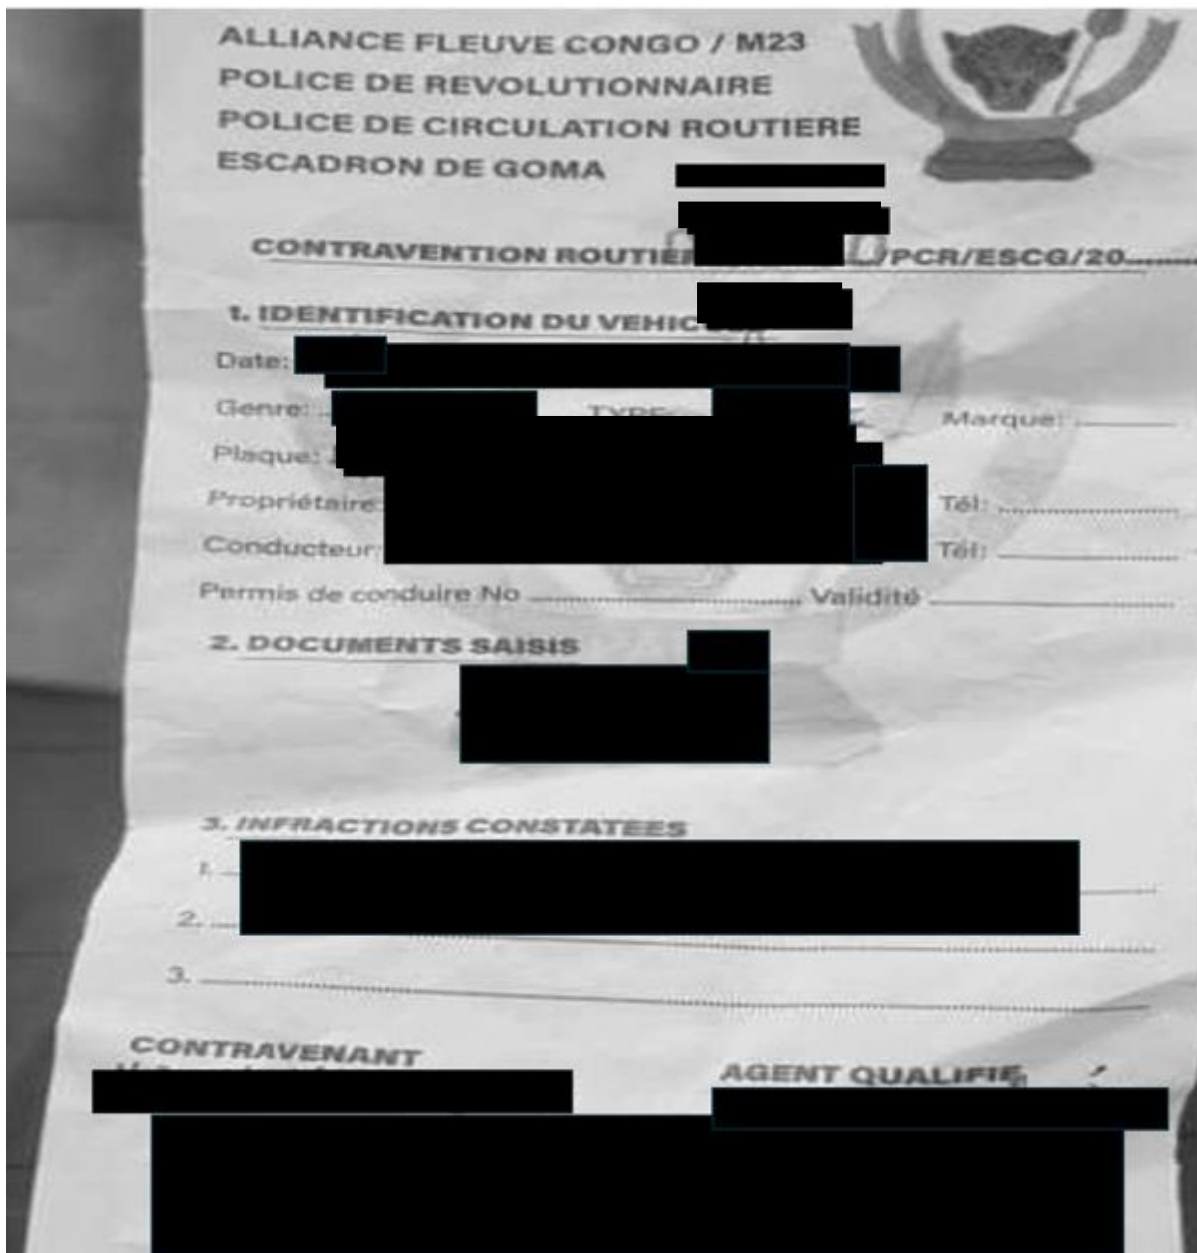 ALLIANCE FLEUVE CONGO / M23
POLICE DE REVOLUTIONNAIRE
POLICE DE CIRCULATION ROUTIERE
ESCADRON DE GOMA
CONTRAVENTION /PCR/ESCG/20
1. IDENTIFICATION DU
Date:
Genre: TYPE Marque:
Plaque:
Propriétaire: Tél:
Conducteur: Tél:
Permis de conduire No Validité
2. DOCUMENTS SAISIS
3. INFRACTIONS CONSTATEES
1.
2.
3.
CONTRAVENANT
AGENT QUALIFIE